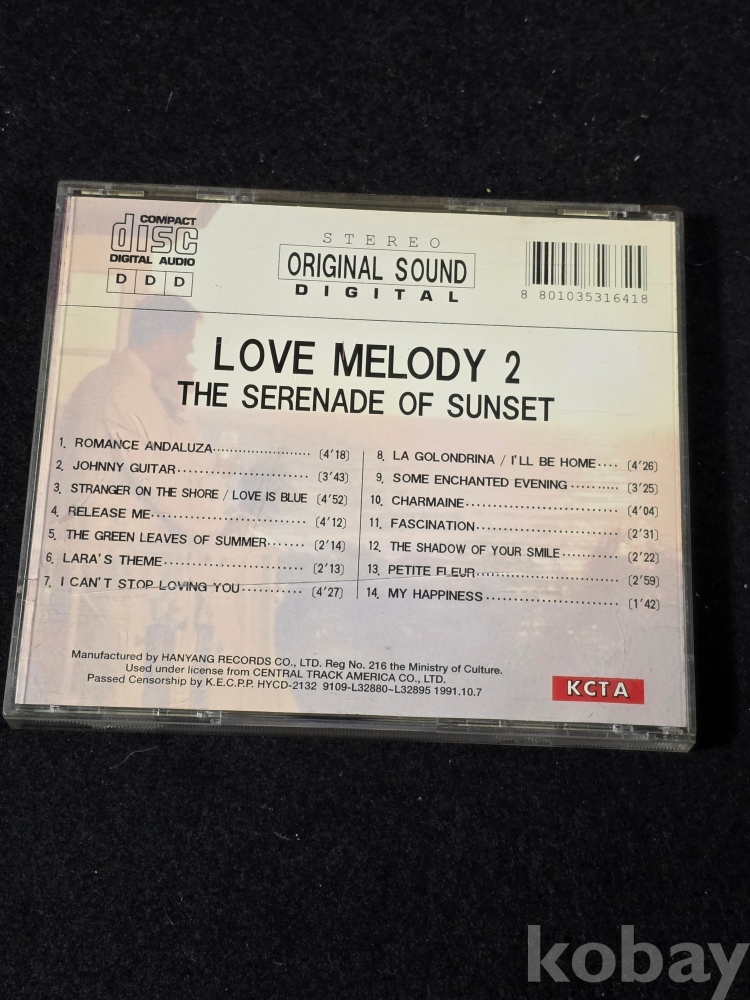 COMPACT
disc
DIGITAL AUDIO
D D D
STEREO
ORIGINAL SOUND
DIGITAL
8 801035316418
LOVE MELODY 2
THE SERENADE OF SUNSET
1. ROMANCE ANDALUZA (4'18)
2. JOHNNY GUITAR (3'43)
3. STRANGER ON THE SHORE / LOVE IS BLUE (4'52)
4. RELEASE ME (4'12)
5. THE GREEN LEAVES OF SUMMER (2'14)
6. LARA'S THEME (2'13)
7. I CAN'T STOP LOVING YOU (4'27)
8. LA GOLONDRINA / I'LL BE HOME (4'26)
9. SOME ENCHANTED EVENING (3'25)
10. CHARMAINE (4'04)
11. FASCINATION (2'31)
12. THE SHADOW OF YOUR SMILE (2'22)
13. PETITE FLEUR (2'59)
14. MY HAPPINESS (1'42)
Manufactured by HANYANG RECORDS CO., LTD. Reg No. 216 the Ministry of Culture.
Used under license from CENTRAL TRACK AMERICA CO., LTD.
Passed Censorship by K.E.C.P.P. HYCD-2132 9109-L32880~L32895 1991.10.7
KCTA
kobay